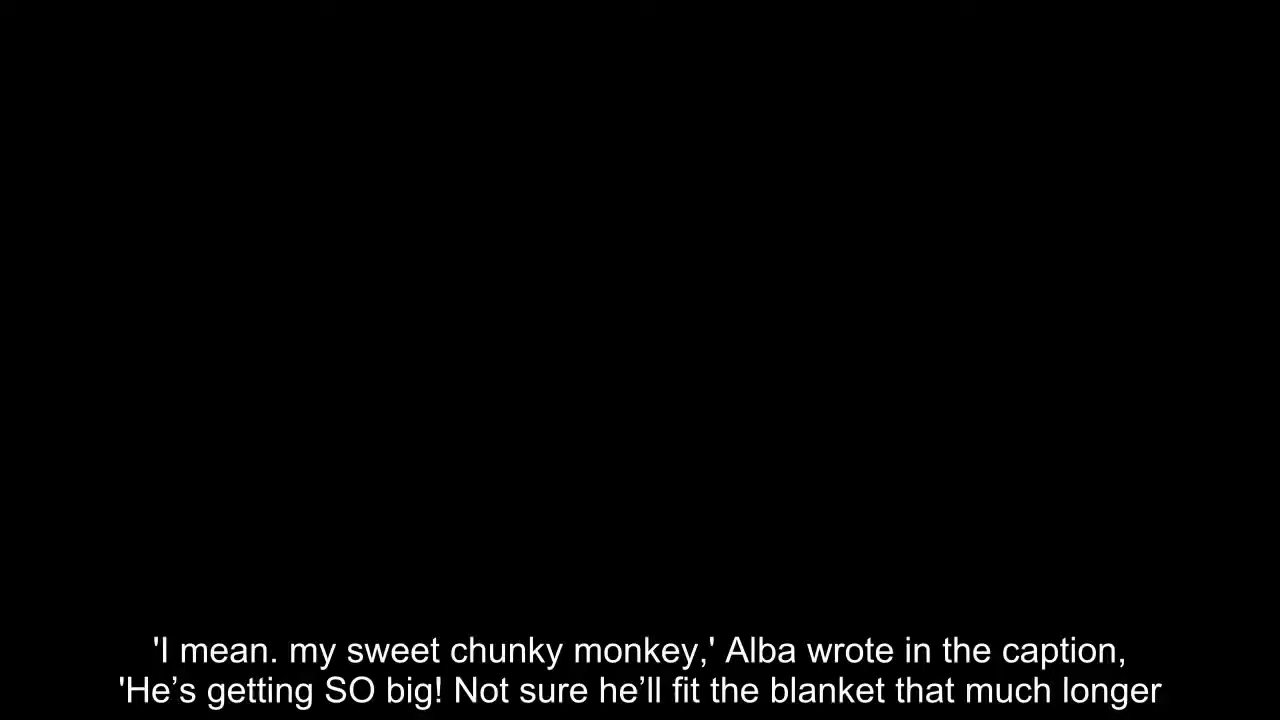 'I mean. my sweet chunky monkey,' Alba wrote in the caption,
'He’s getting SO big! Not sure he’ll fit the blanket that much longer